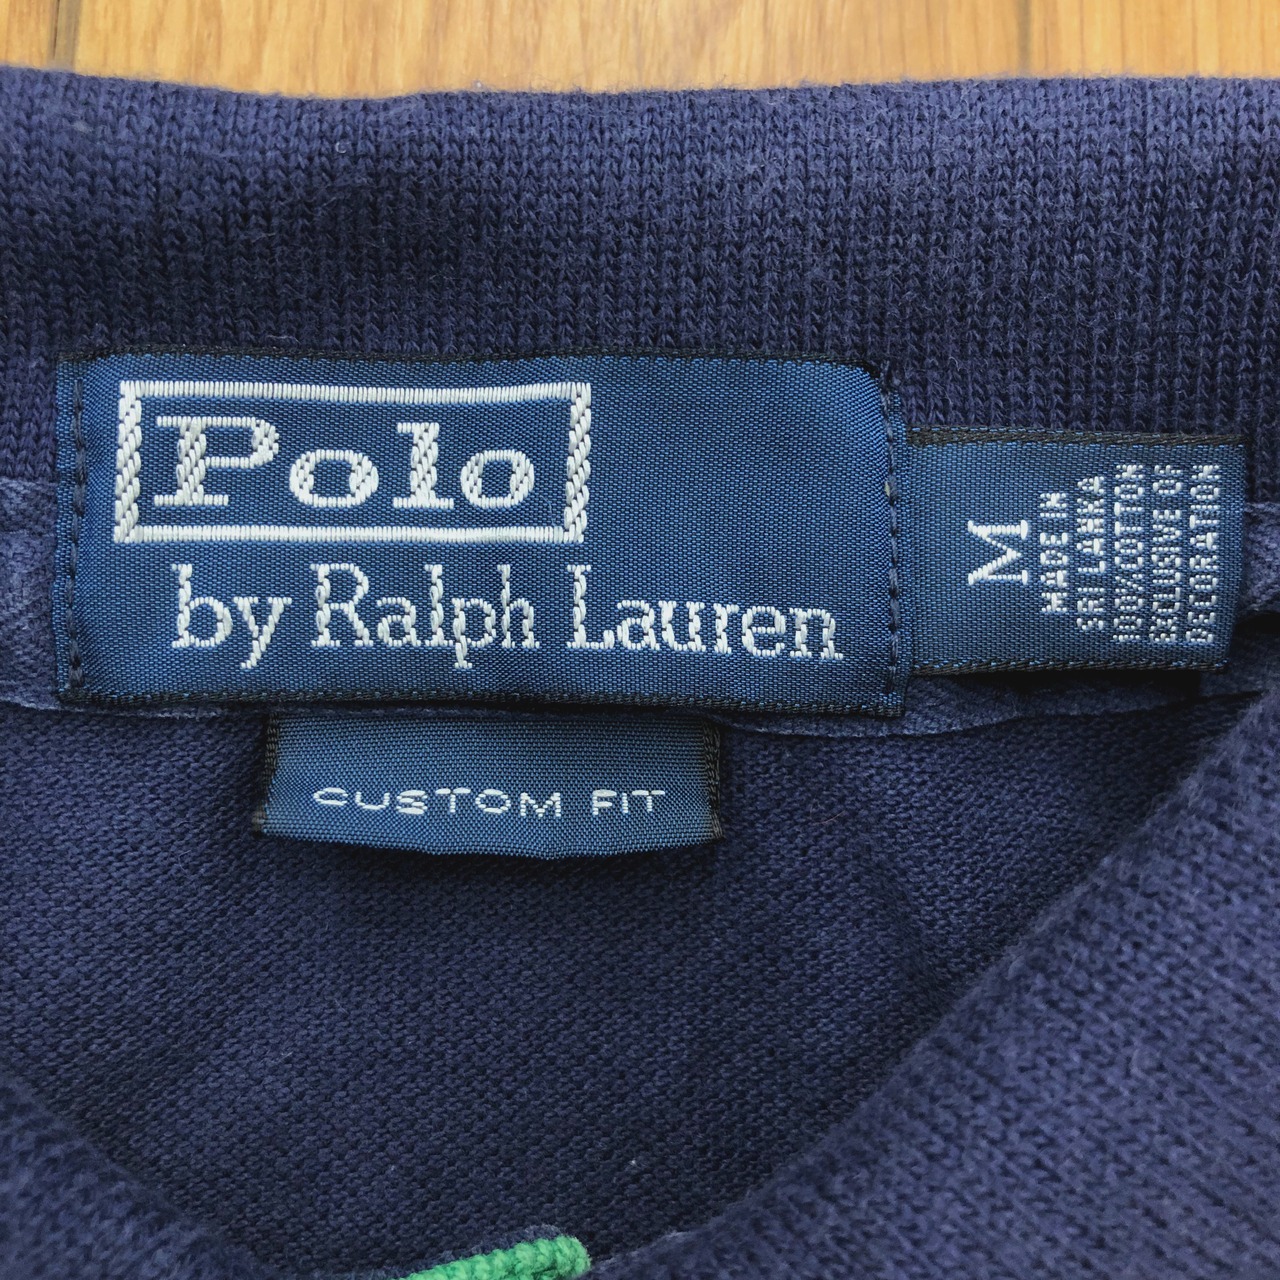 Polo
by Ralph Lauren
M
MADE IN
SRI LANKA
100%COTTON
EXCLUSIVE OF
DECORATION
CUSTOM FIT